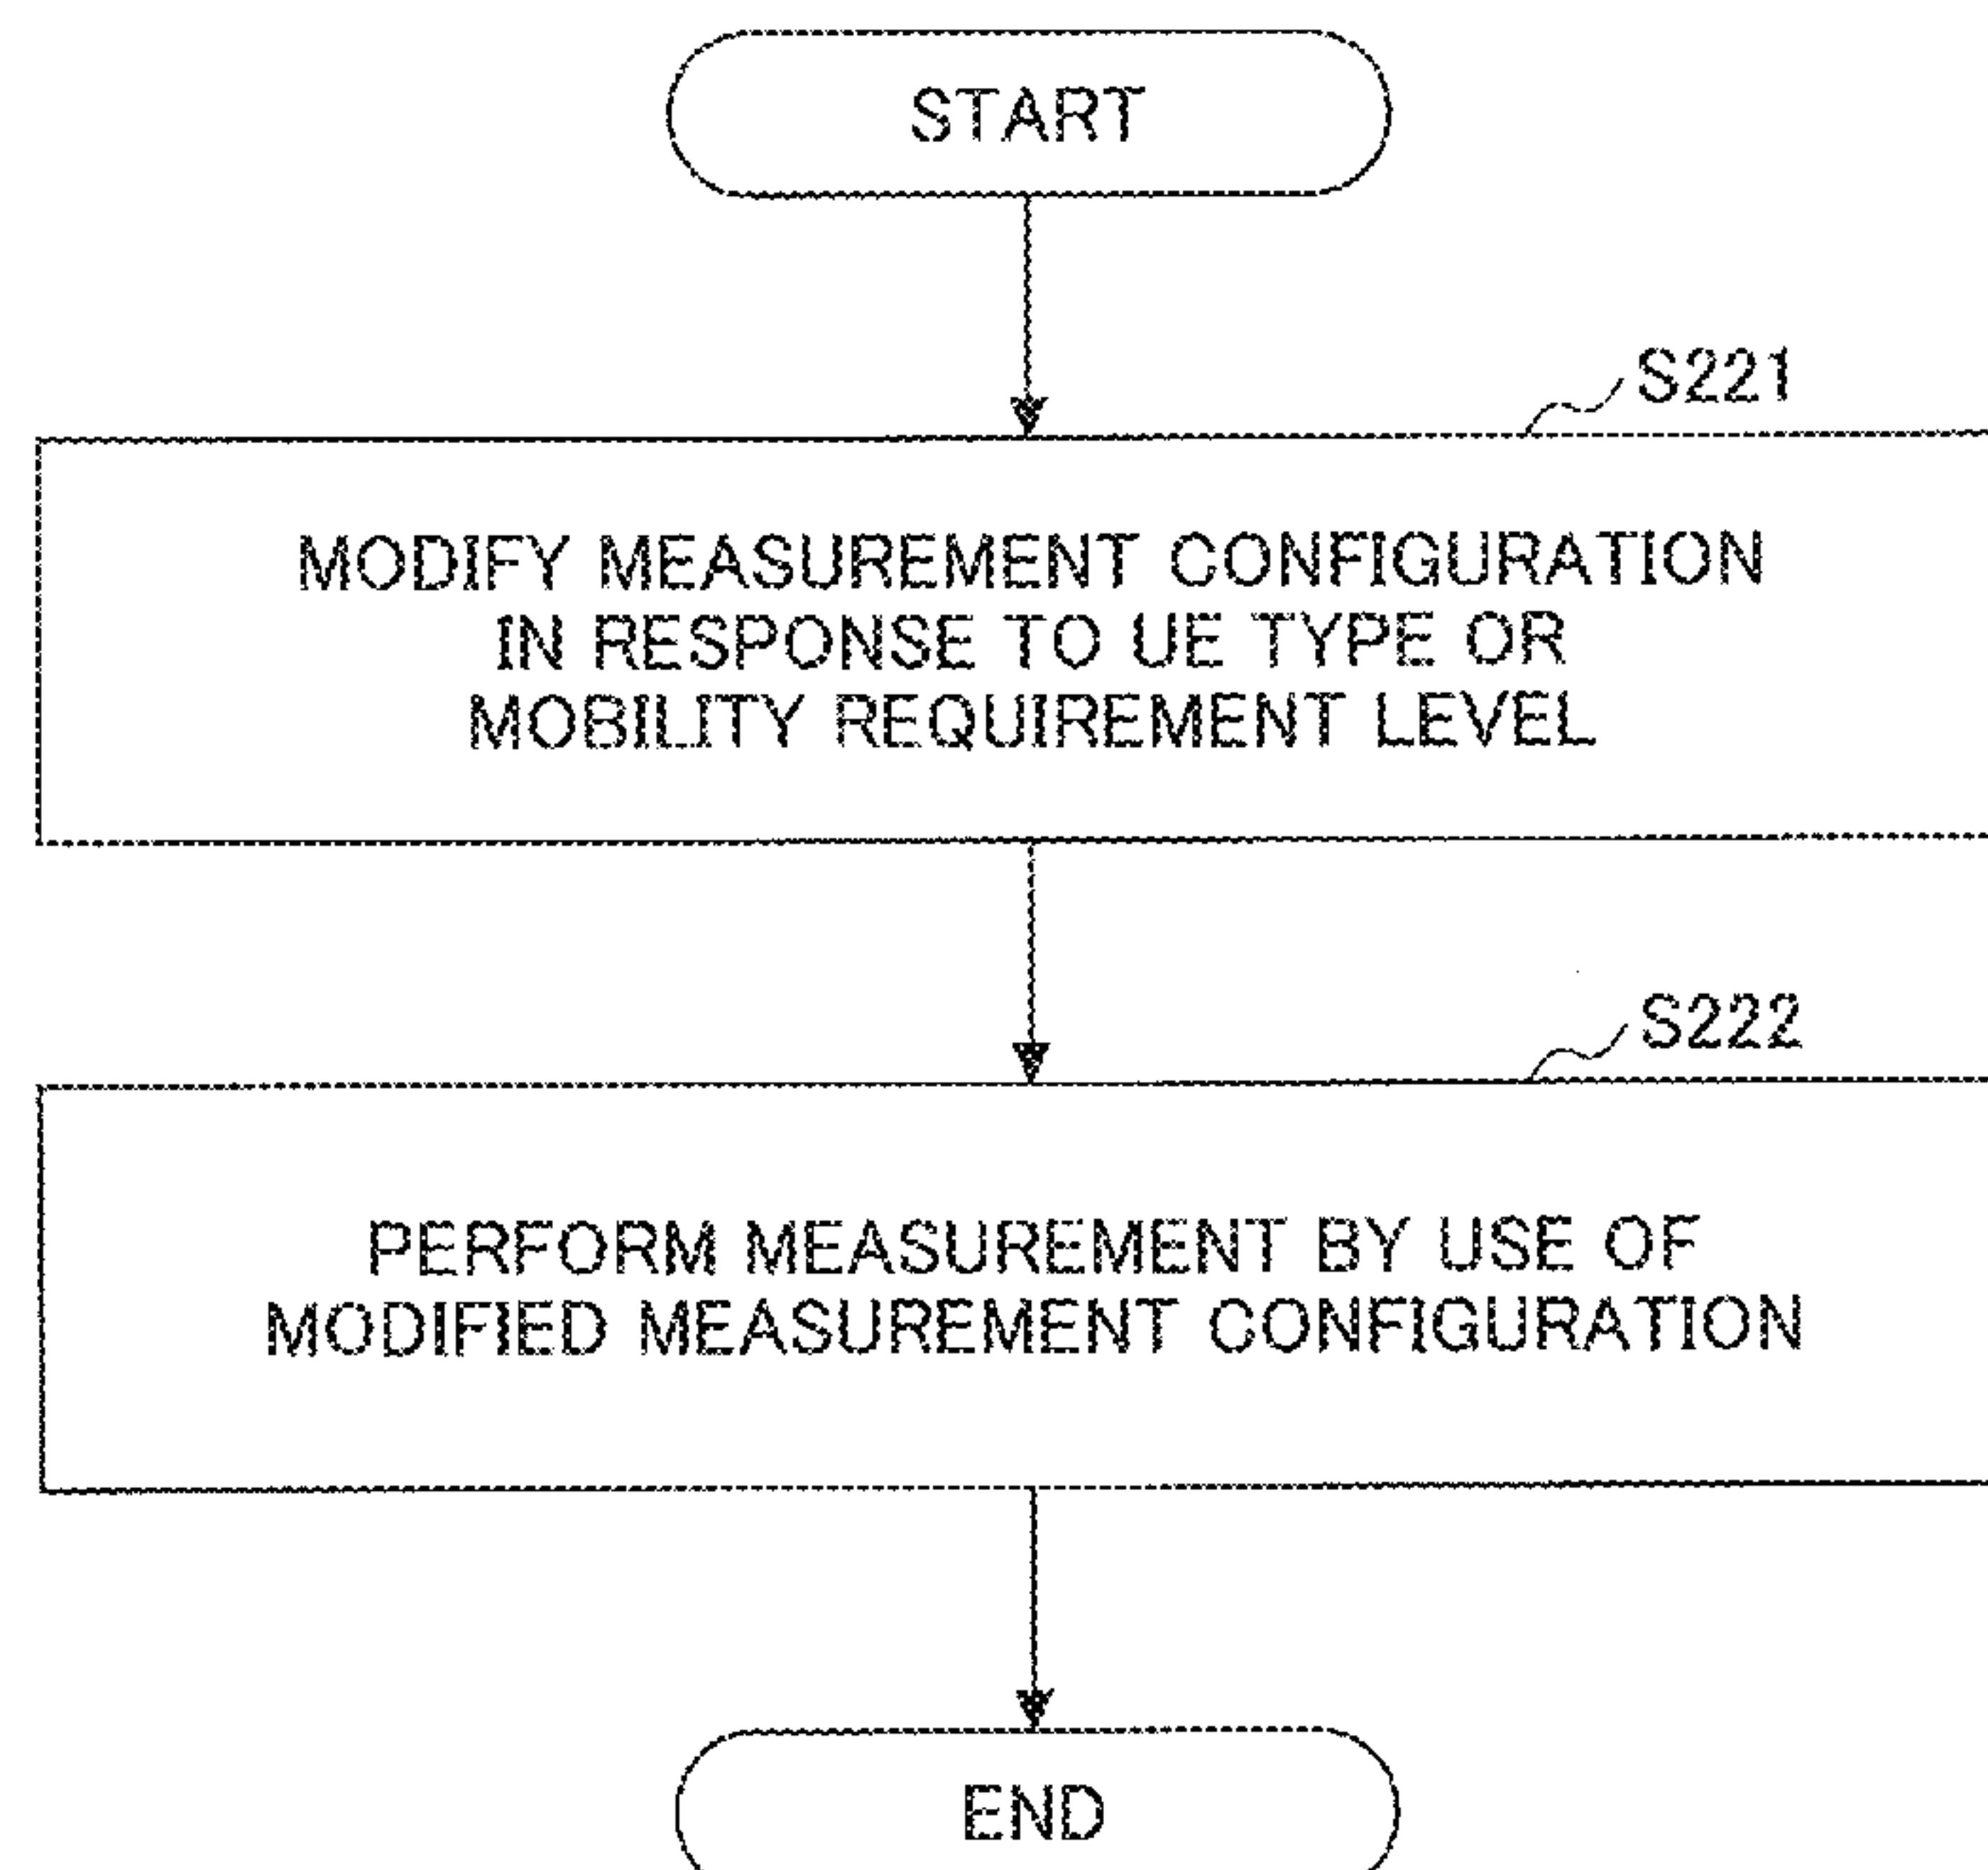 START
S221
MODIFY MEASUREMENT CONFIGURATION
IN RESPONSE TO UE TYPE OR
MOBILITY REQUIREMENT LEVEL
S222
PERFORM MEASUREMENT BY USE OF
MODIFIED MEASUREMENT CONFIGURATION
END